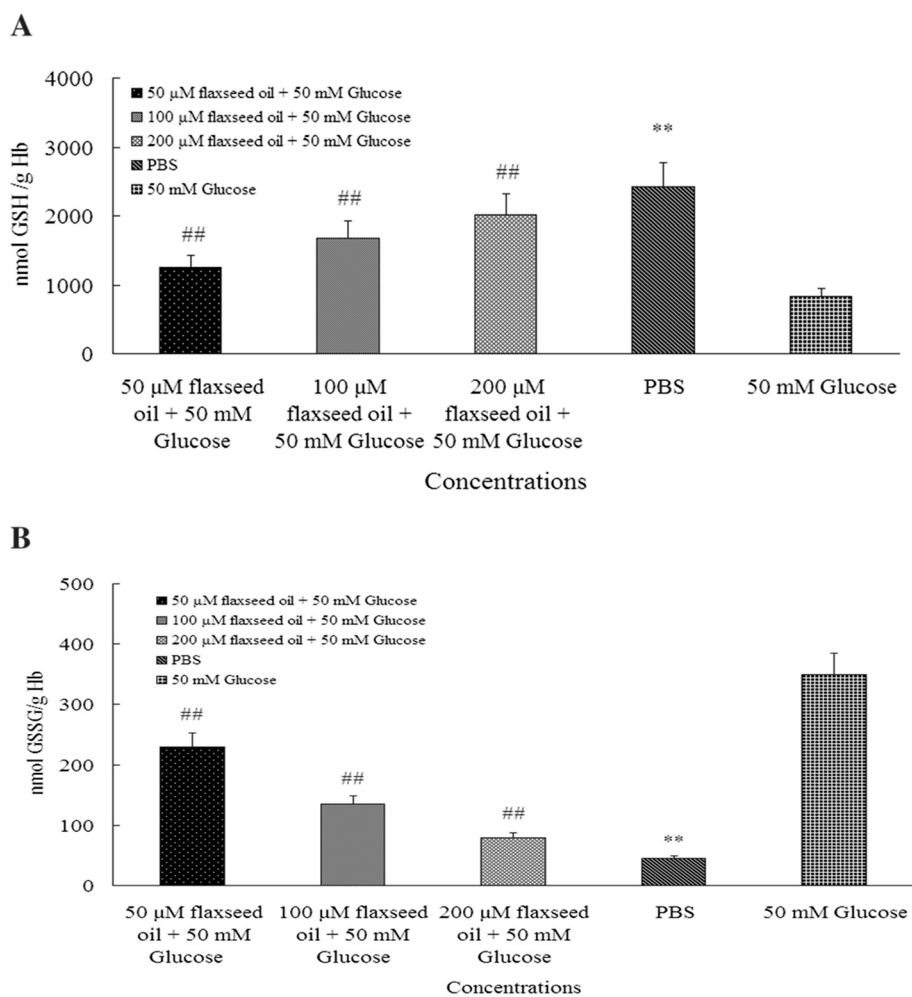 A
4000
3000
2000
1000
0
nmol GSH /g Hb
50 µM flaxseed oil + 50 mM Glucose
100 µM flaxseed oil + 50 mM Glucose
200 µM flaxseed oil + 50 mM Glucose
PBS
50 mM Glucose
##
##
##
**
50 µM flaxseed
oil + 50 mM
Glucose
100 µM
flaxseed oil +
50 mM Glucose
200 µM
flaxseed oil +
50 mM Glucose
PBS
50 mM Glucose
Concentrations
B
500
400
300
200
100
0
nmol GSSG/g Hb
50 µM flaxseed oil + 50 mM Glucose
100 µM flaxseed oil + 50 mM Glucose
200 µM flaxseed oil + 50 mM Glucose
PBS
50 mM Glucose
##
##
##
**
50 µM flaxseed
oil + 50 mM
Glucose
100 µM flaxseed
oil + 50 mM
Glucose
200 µM flaxseed
oil + 50 mM
Glucose
PBS
50 mM Glucose
Concentrations